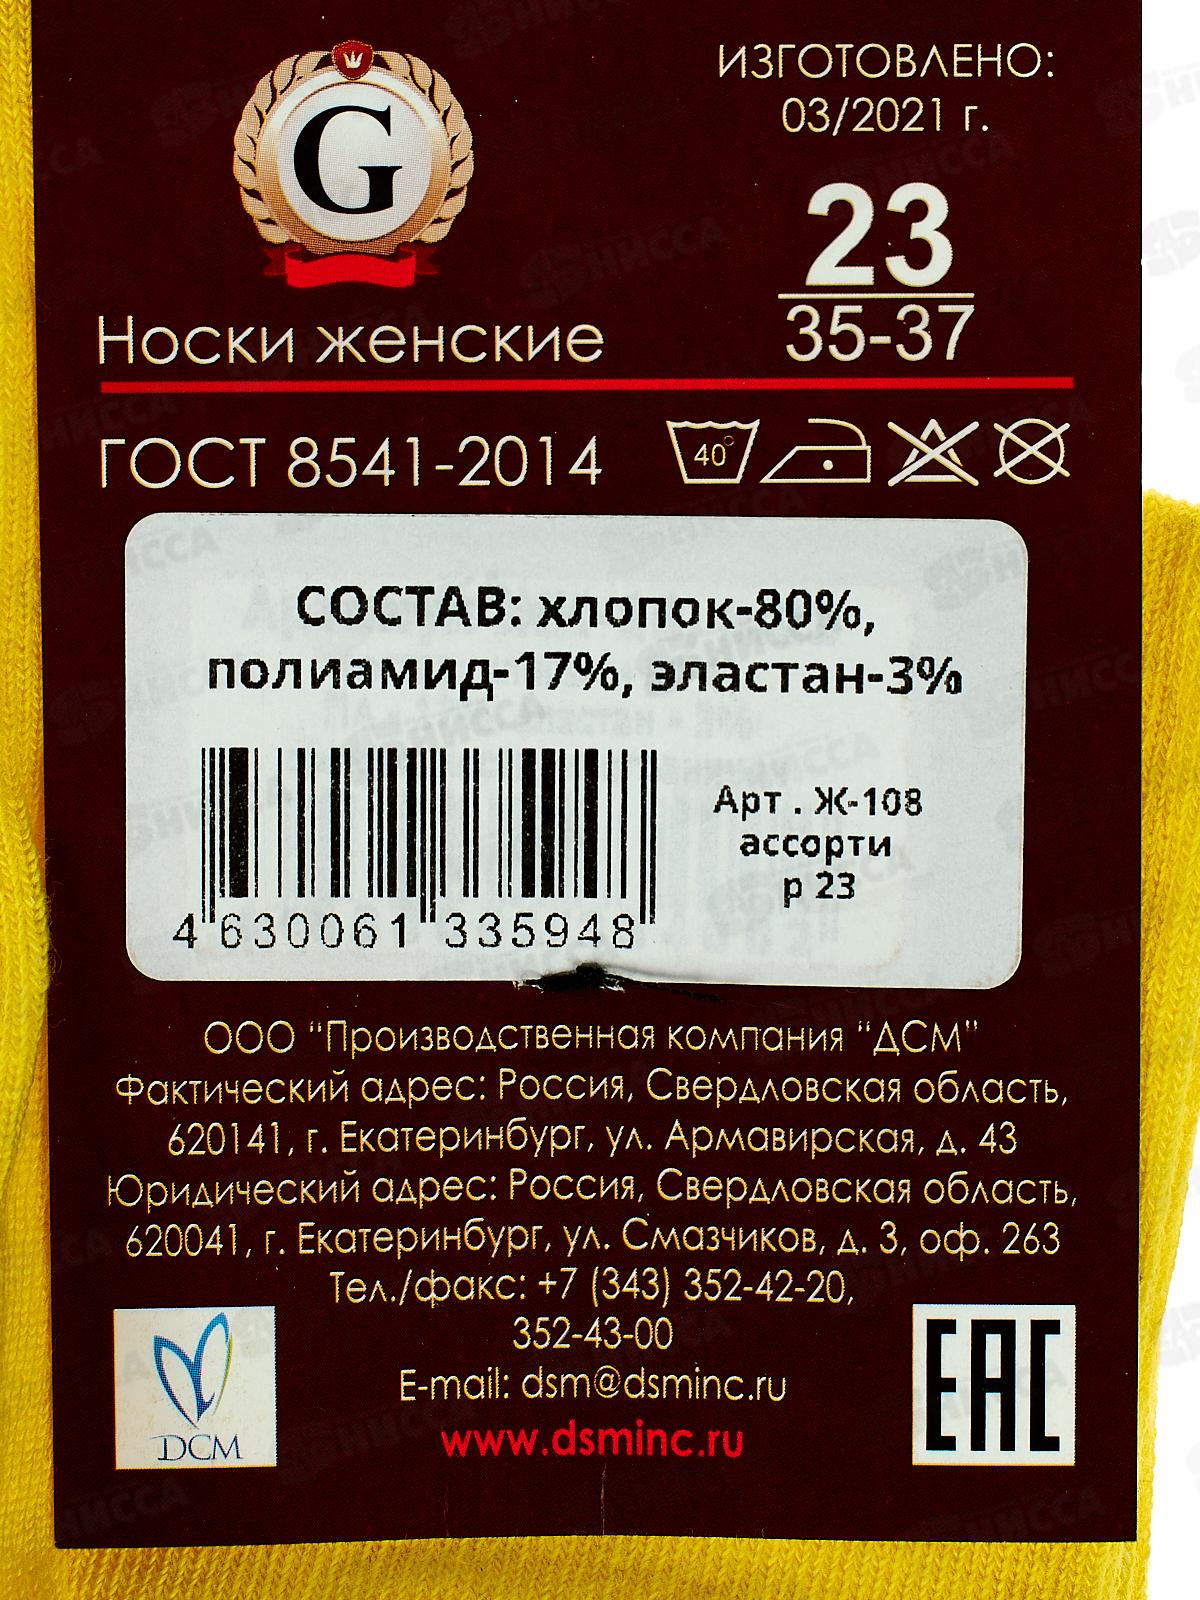 G
ИЗГОТОВЛЕНО:
03/2021 г.
23
35-37
Носки женские
ГОСТ 8541-2014
40°
СОСТАВ: хлопок-80%,
полиамид-17%, эластан-3%
Арт . Ж-108
ассорти
р 23
4 630061 335948
ООО "Производственная компания "ДСМ"
Фактический адрес: Россия, Свердловская область,
620141, г. Екатеринбург, ул. Армавирская, д. 43
Юридический адрес: Россия, Свердловская область,
620041, г. Екатеринбург, ул. Смазчиков, д. 3, оф. 263
Тел./факс: +7 (343) 352-42-20,
352-43-00
E-mail: dsm@dsminc.ru
www.dsminc.ru
ДСМ
EAC
НИССА